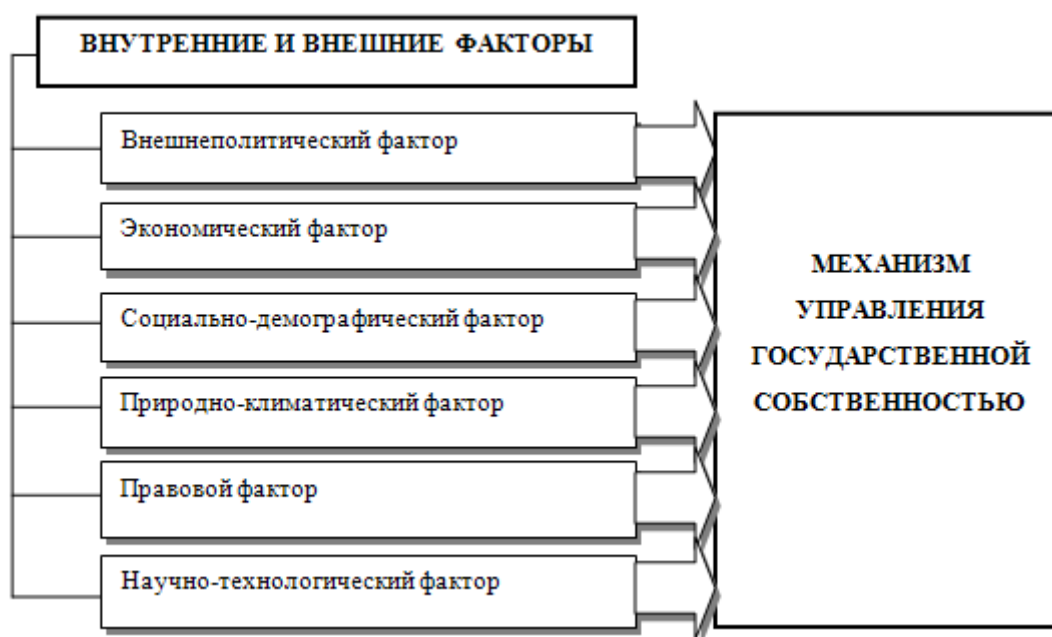 ВНУТРЕННИЕ И ВНЕШНИЕ ФАКТОРЫ
Внешнеполитический фактор
Экономический фактор
Социально-демографический фактор
Природно-климатический фактор
Правовой фактор
Научно-технологический фактор
МЕХАНИЗМ
УПРАВЛЕНИЯ
ГОСУДАРСТВЕННОЙ
СОБСТВЕННОСТЬЮ